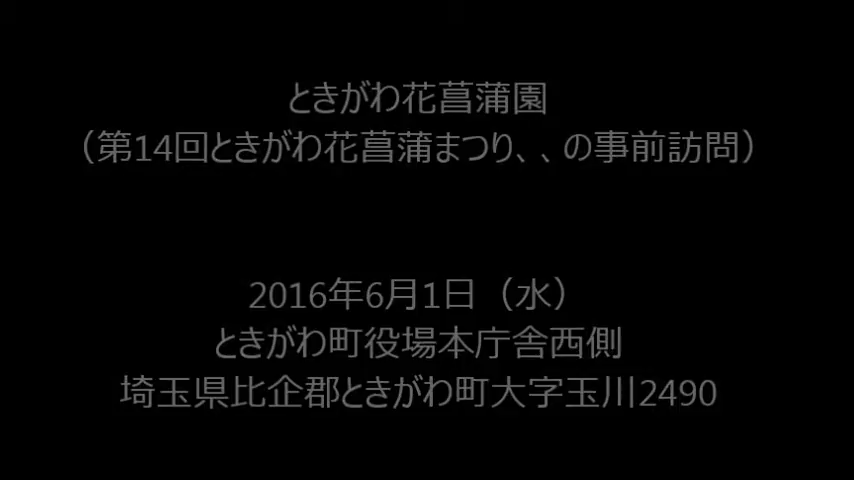 ときがわ花菖蒲園
（第14回ときがわ花菖蒲まつり、、の事前訪問）
2016年6月1日（水）
ときがわ町役場本庁舎西側
埼玉県比企郡ときがわ町大字玉川2490